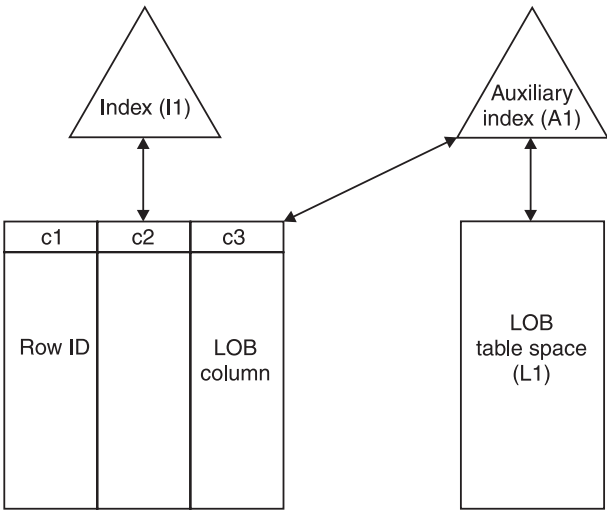 Index (I1)
Auxiliary
index (A1)
c1 c2 c3
Row ID
LOB
column
LOB
table space
(L1)